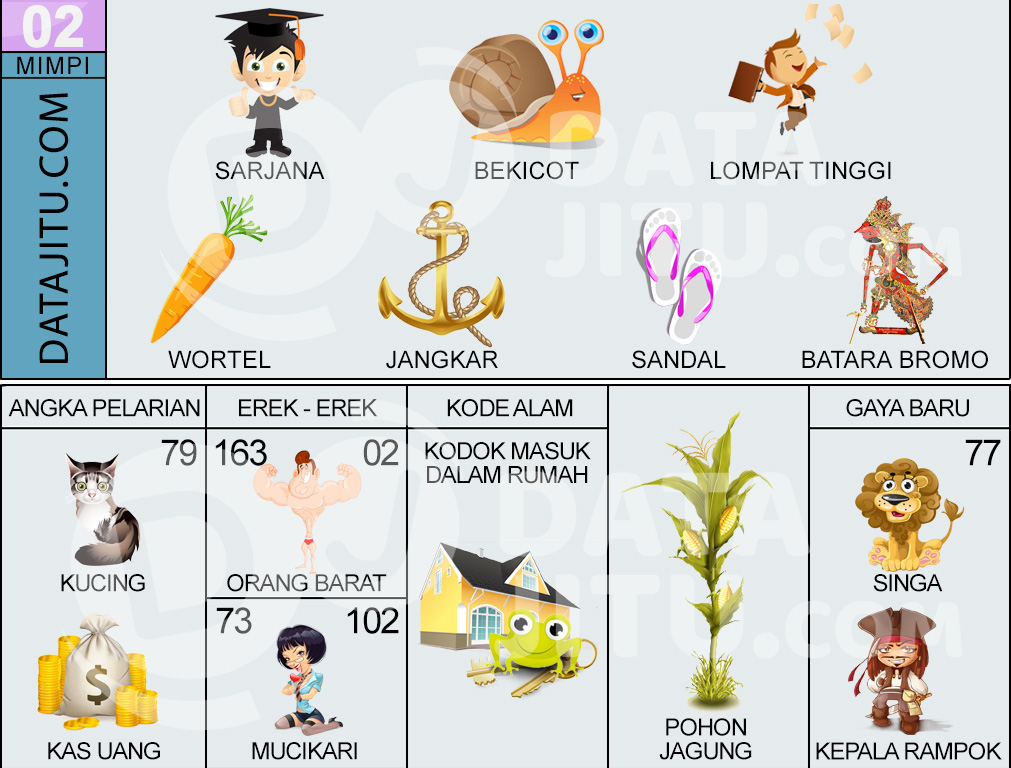 02
MIMPI
DATAJITU.COM
SARJANA
BEKICOT
LOMPAT TINGGI
WORTEL
JANGKAR
SANDAL
BATARA BROMO
DATA
JITU.COM
ANGKA PELARIAN
79
KUCING
KAS UANG
EREK - EREK
163
02
ORANG BARAT
73
102
MUCIKARI
KODE ALAM
KODOK MASUK
DALAM RUMAH
$
POHON
JAGUNG
GAYA BARU
77
SINGA
KEPALA RAMPOK
DATA
JITU.COM